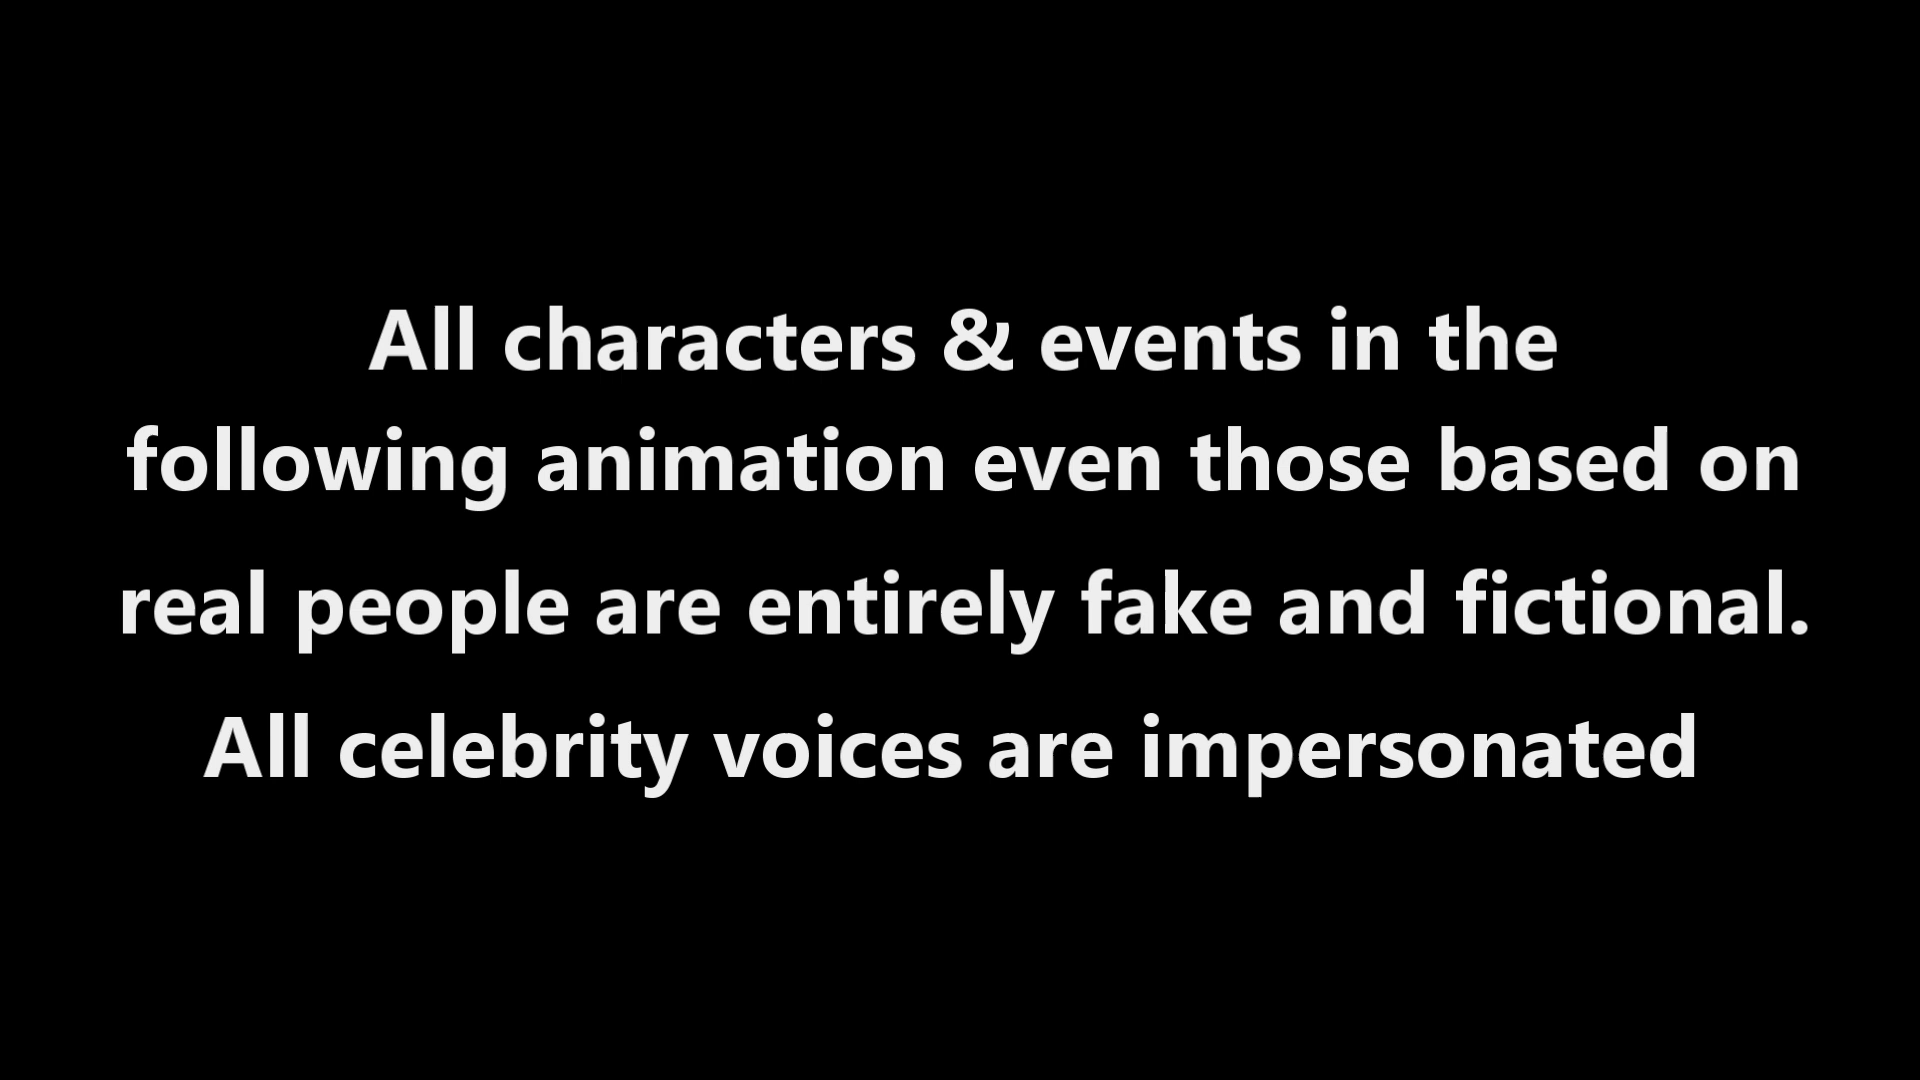 All characters & events in the
following animation even those based on
real people are entirely fake and fictional.
All celebrity voices are impersonated